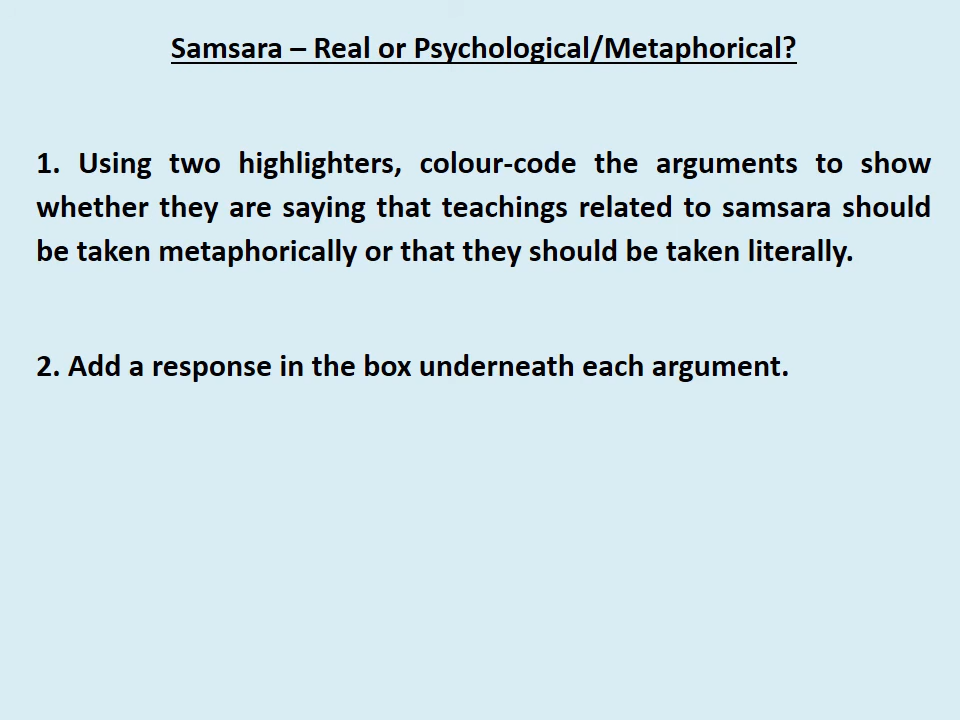 Samsara – Real or Psychological/Metaphorical?
1. Using two highlighters, colour-code the arguments to show
whether they are saying that teachings related to samsara should
be taken metaphorically or that they should be taken literally.
2. Add a response in the box underneath each argument.